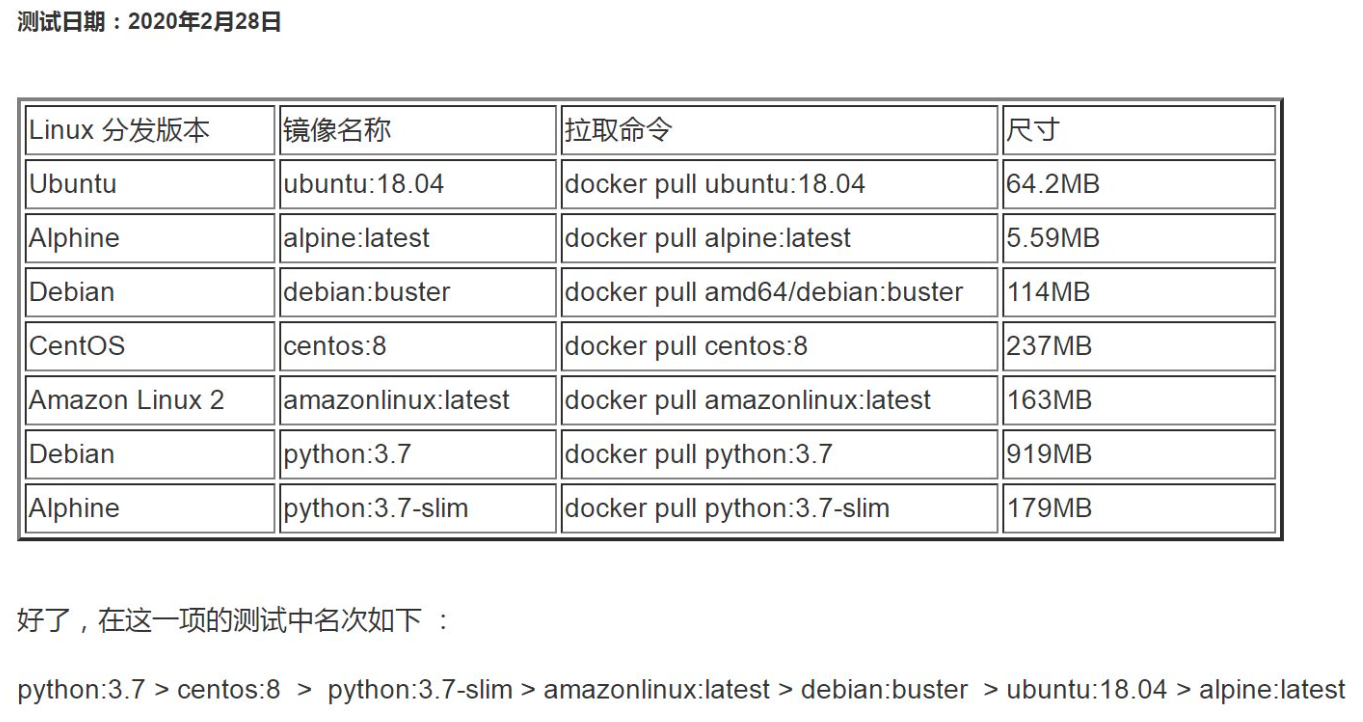 测试日期：2020年2月28日
Linux 分发版本 镜像名称 拉取命令 尺寸
Ubuntu ubuntu:18.04 docker pull ubuntu:18.04 64.2MB
Alphine alpine:latest docker pull alpine:latest 5.59MB
Debian debian:buster docker pull amd64/debian:buster 114MB
CentOS centos:8 docker pull centos:8 237MB
Amazon Linux 2 amazonlinux:latest docker pull amazonlinux:latest 163MB
Debian python:3.7 docker pull python:3.7 919MB
Alphine python:3.7-slim docker pull python:3.7-slim 179MB
好了，在这一项的测试中名次如下 ：
python:3.7 > centos:8 > python:3.7-slim > amazonlinux:latest > debian:buster > ubuntu:18.04 > alpine:latest